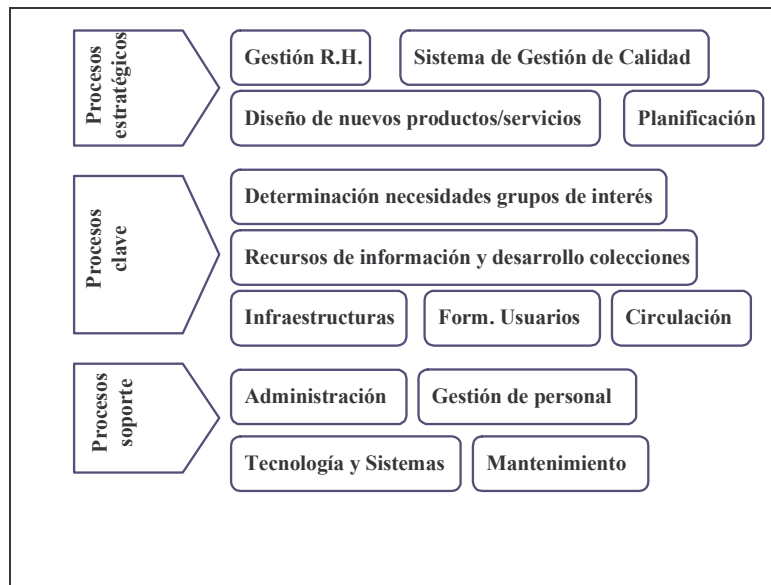 Procesos
estratégicos
Gestión R.H.
Sistema de Gestión de Calidad
Diseño de nuevos productos/servicios
Planificación
Procesos
clave
Determinación necesidades grupos de interés
Recursos de información y desarrollo colecciones
Infraestructuras
Form. Usuarios
Circulación
Procesos
soporte
Administración
Gestión de personal
Tecnología y Sistemas
Mantenimiento